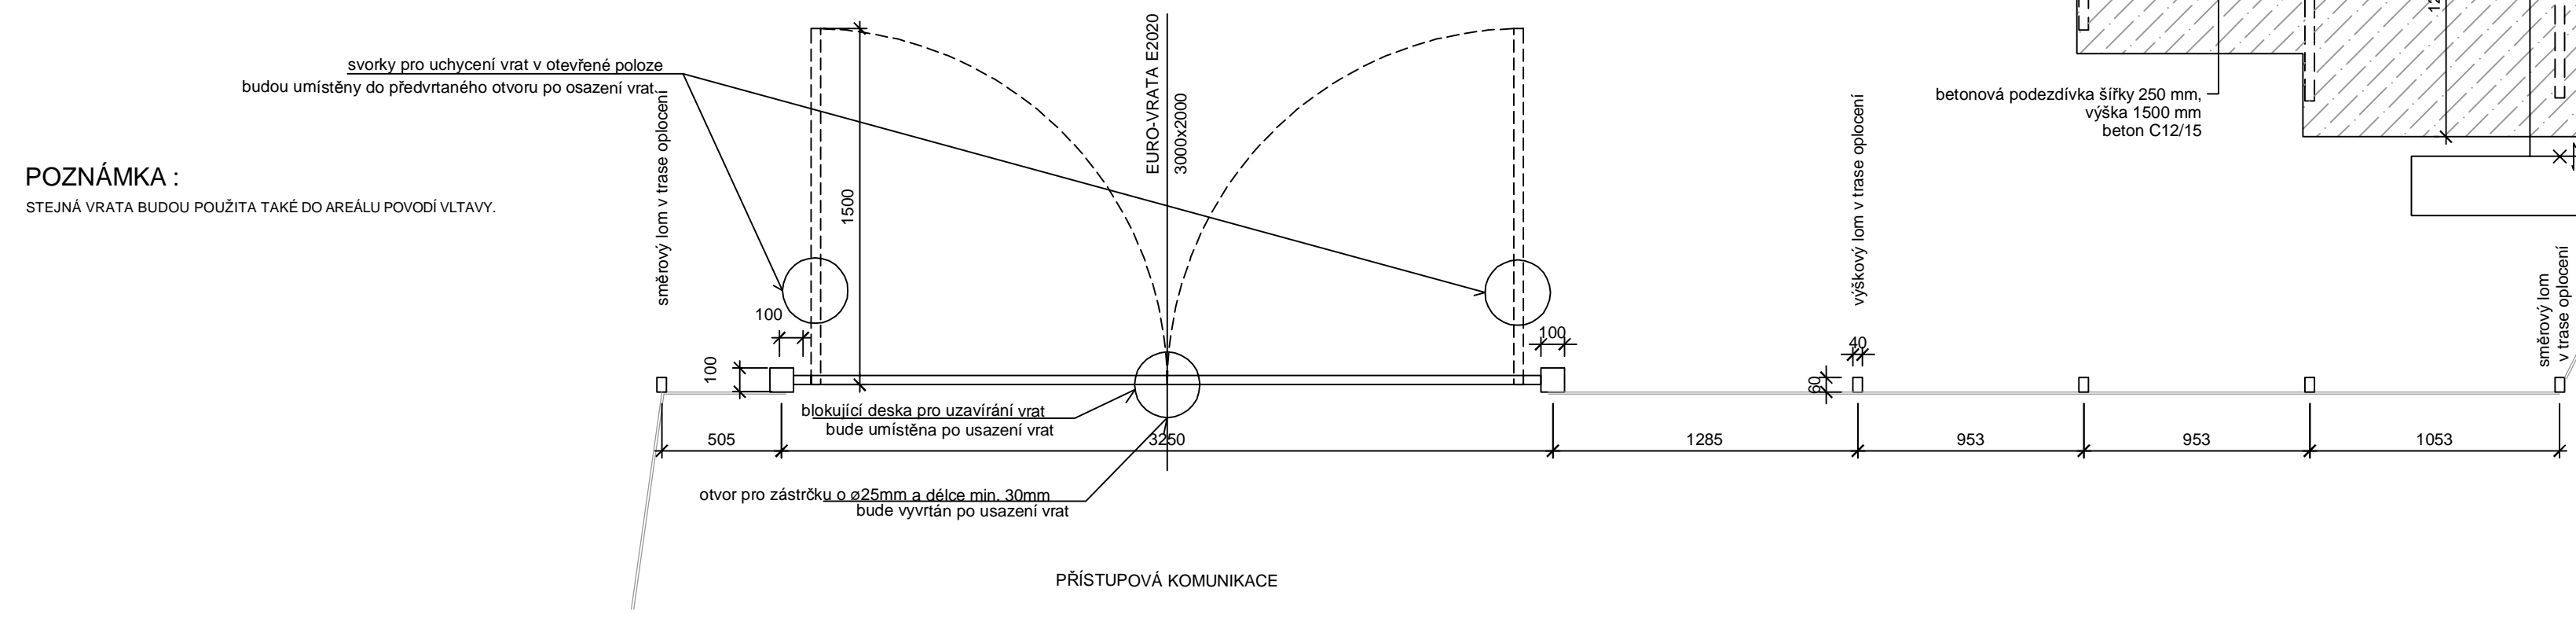 svorky pro uchycení vrat v otevřené poloze
budou umístěny do předvrtaného otvoru po osazení vrat.
POZNÁMKA :
STEJNÁ VRATA BUDOU POUŽITA TAKÉ DO AREÁLU POVODÍ VLTAVY.
směrový lom v trase oplocení
1500
EURO-VRATA E2020
3000x2000
výškový lom v trase oplocení
betonová podezdívka šířky 250 mm,
výška 1500 mm
beton C12/15
směrový lom
v trase oplocení
100
100
100
40
60
blokující deska pro uzavírání vrat
bude umístěna po usazení vrat
505
3250
1285
953
953
1053
otvor pro zástrčku o ø25mm a délce min. 30mm
bude vyvrtán po usazení vrat
PŘÍSTUPOVÁ KOMUNIKACE